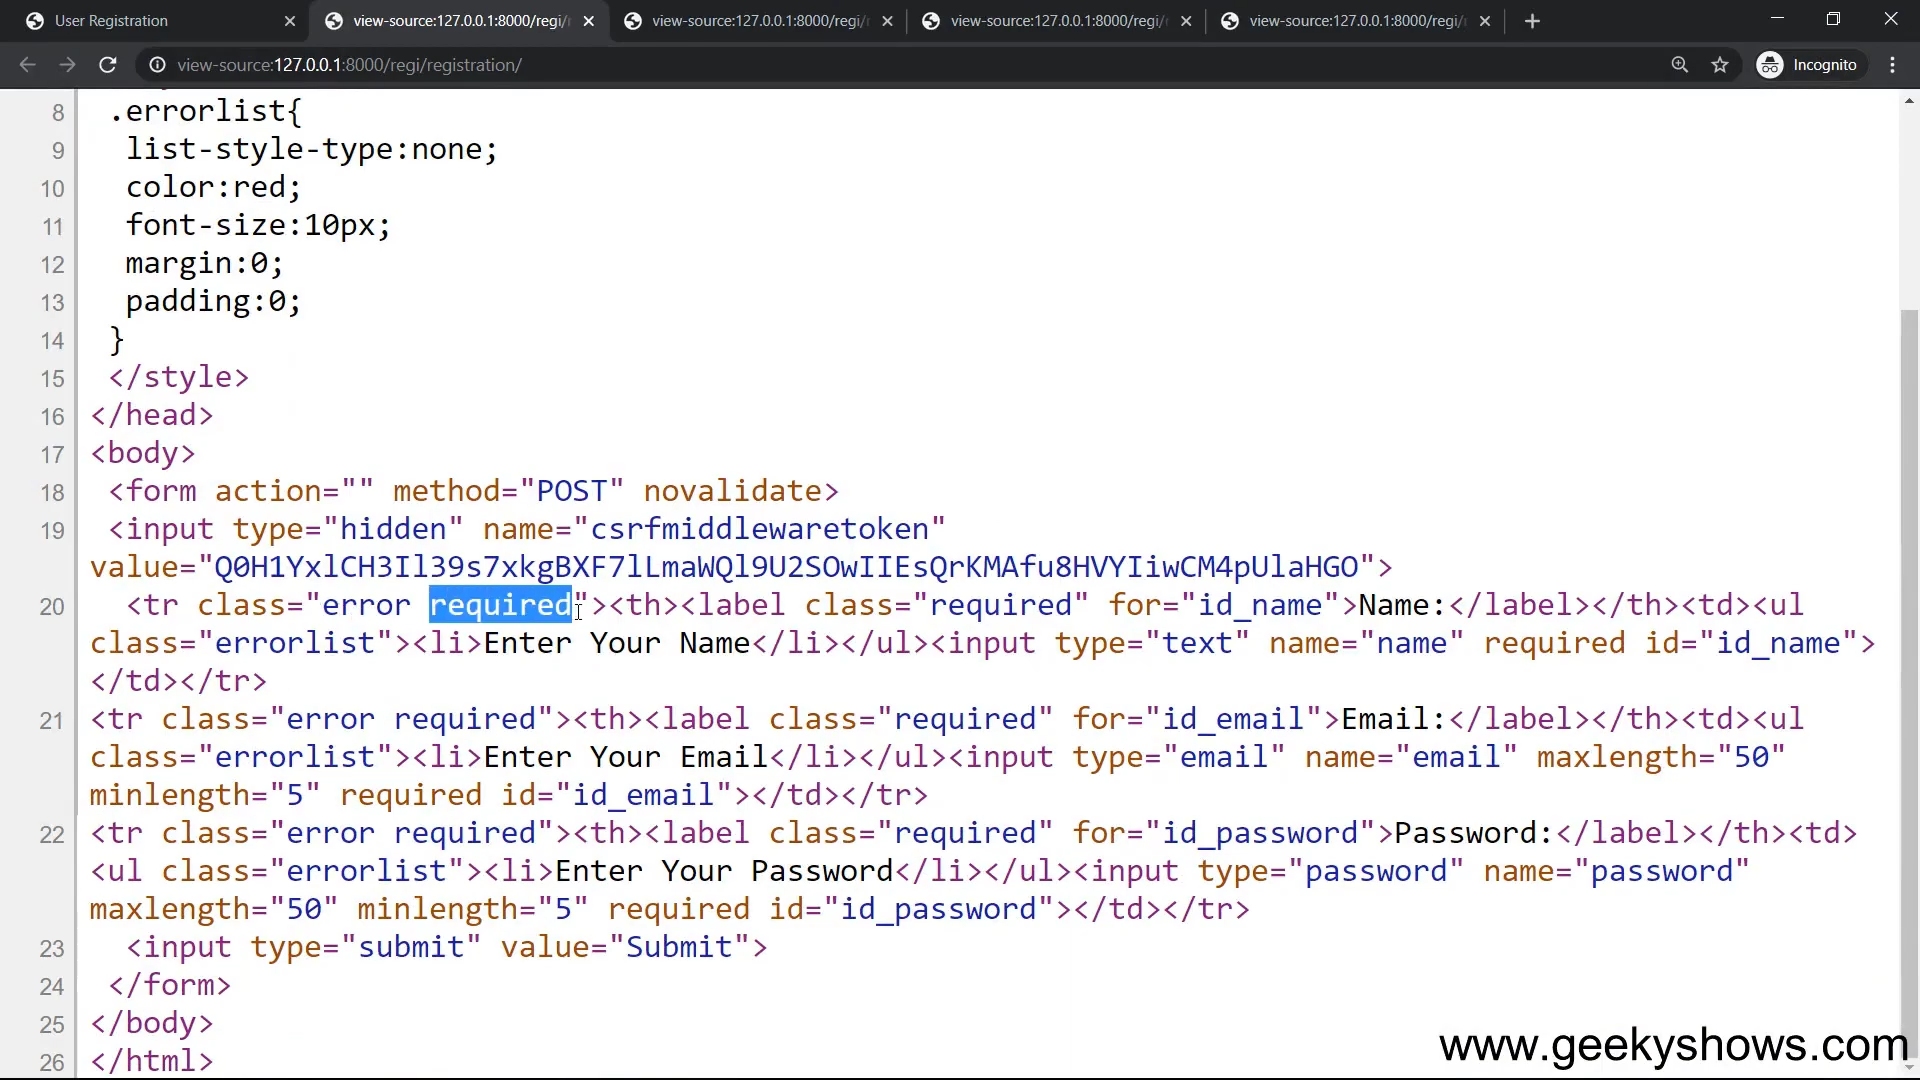 User Registration
view-source:127.0.0.1:8000/regi/r
view-source:127.0.0.1:8000/regi/r
view-source:127.0.0.1:8000/regi/r
view-source:127.0.0.1:8000/regi/
view-source:127.0.0.1:8000/regi/registration/
Incognito
8 .errorlist{
9 list-style-type:none;
10 color:red;
11 font-size:10px;
12 margin:0;
13 padding:0;
14 }
15 </style>
16 </head>
17 <body>
18 <form action="" method="POST" novalidate>
19 <input type="hidden" name="csrfmiddlewaretoken"
value="Q0H1YxlCH3Il39s7xkgBXF7lLmaWQl9U2SOwIIEsQrKMAfu8HVYIiwCM4pUlaHGO">
20 <tr class="error required"><th><label class="required" for="id_name">Name:</label></th><td><ul
class="errorlist"><li>Enter Your Name</li></ul><input type="text" name="name" required id="id_name">
</td></tr>
21 <tr class="error required"><th><label class="required" for="id_email">Email:</label></th><td><ul
class="errorlist"><li>Enter Your Email</li></ul><input type="email" name="email" maxlength="50"
minlength="5" required id="id_email"></td></tr>
22 <tr class="error required"><th><label class="required" for="id_password">Password:</label></th><td>
<ul class="errorlist"><li>Enter Your Password</li></ul><input type="password" name="password"
maxlength="50" minlength="5" required id="id_password"></td></tr>
23 <input type="submit" value="Submit">
24 </form>
25 </body>
26 </html>
www.geekyshows.com